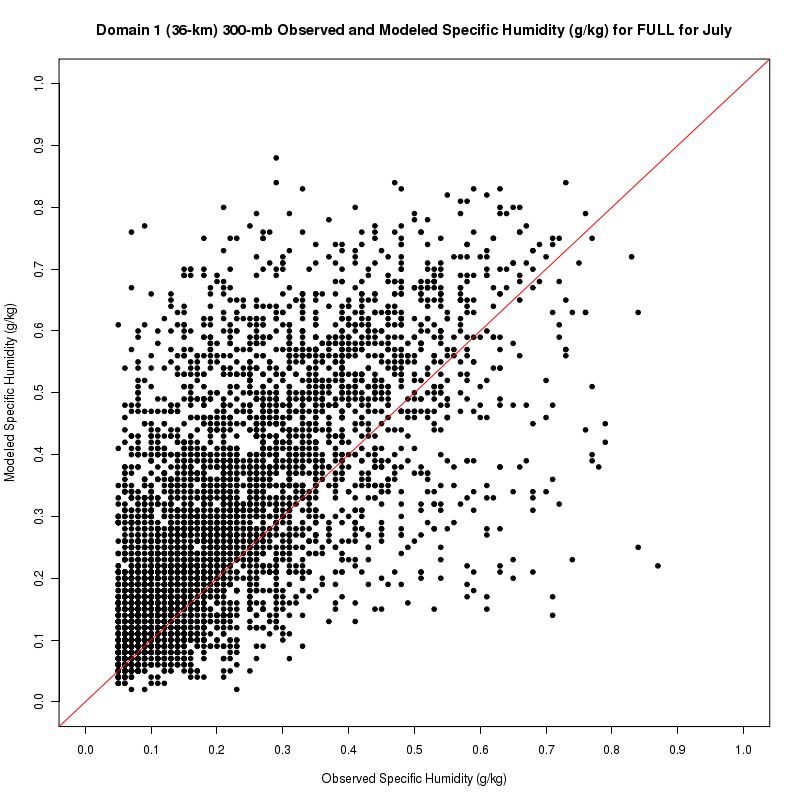 Domain 1 (36-km) 300-mb Observed and Modeled Specific Humidity (g/kg) for FULL for July
Modeled Specific Humidity (g/kg)
1.0
0.9
0.8
0.7
0.6
0.5
0.4
0.3
0.2
0.1
0.0
0.0 0.1 0.2 0.3 0.4 0.5 0.6 0.7 0.8 0.9 1.0
Observed Specific Humidity (g/kg)